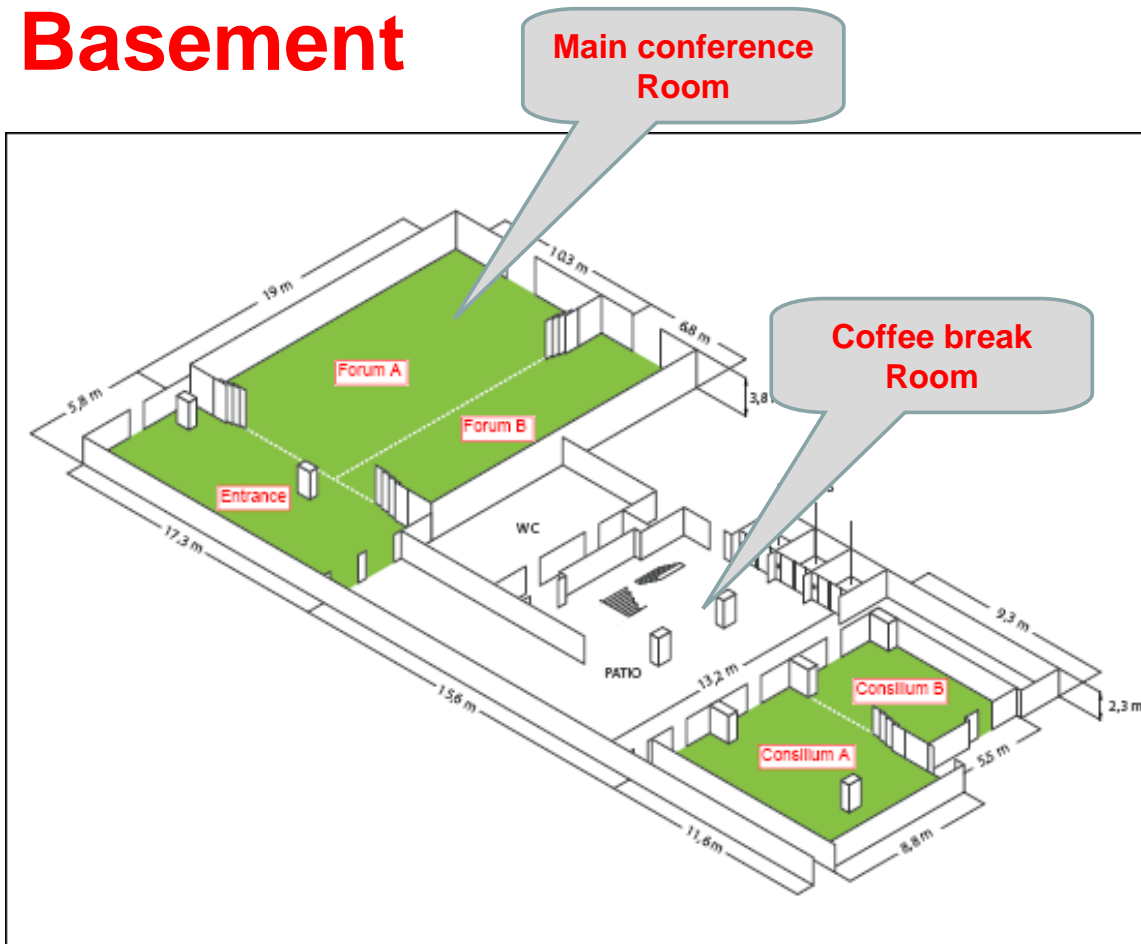 Basement
Main conference
Room
10,3 m
19 m
6,8 m
Coffee break
Room
Forum A
5,8 m
3,8
Forum B
Entrance
WC
17,3 m
9,3 m
PATIO
13,2 m
Consilium B
15,6 m
2,3 m
Consilium A
5,5 m
11,6 m
8,8 m